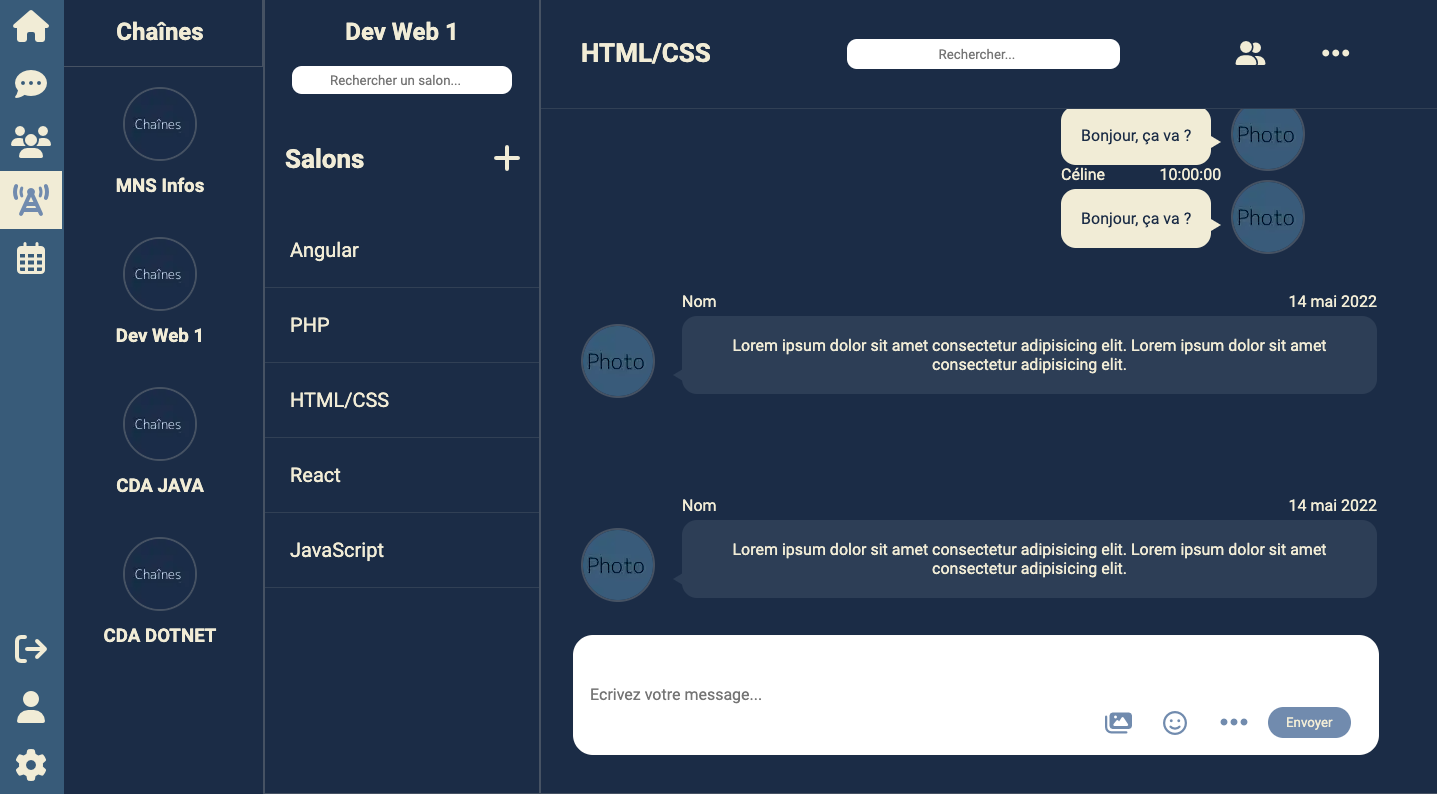 Chaînes
Chaînes
MNS Infos
Chaînes
Dev Web 1
Chaînes
CDA JAVA
Chaînes
CDA DOTNET
Dev Web 1
Rechercher un salon...
Salons
Angular
PHP
HTML/CSS
React
JavaScript
HTML/CSS
Rechercher...
Bonjour, ça va ?
Photo
Céline 10:00:00
Bonjour, ça va ?
Photo
Nom 14 mai 2022
Photo
Lorem ipsum dolor sit amet consectetur adipisicing elit. Lorem ipsum dolor sit amet
consectetur adipisicing elit.
Nom 14 mai 2022
Photo
Lorem ipsum dolor sit amet consectetur adipisicing elit. Lorem ipsum dolor sit amet
consectetur adipisicing elit.
Ecrivez votre message...
Envoyer